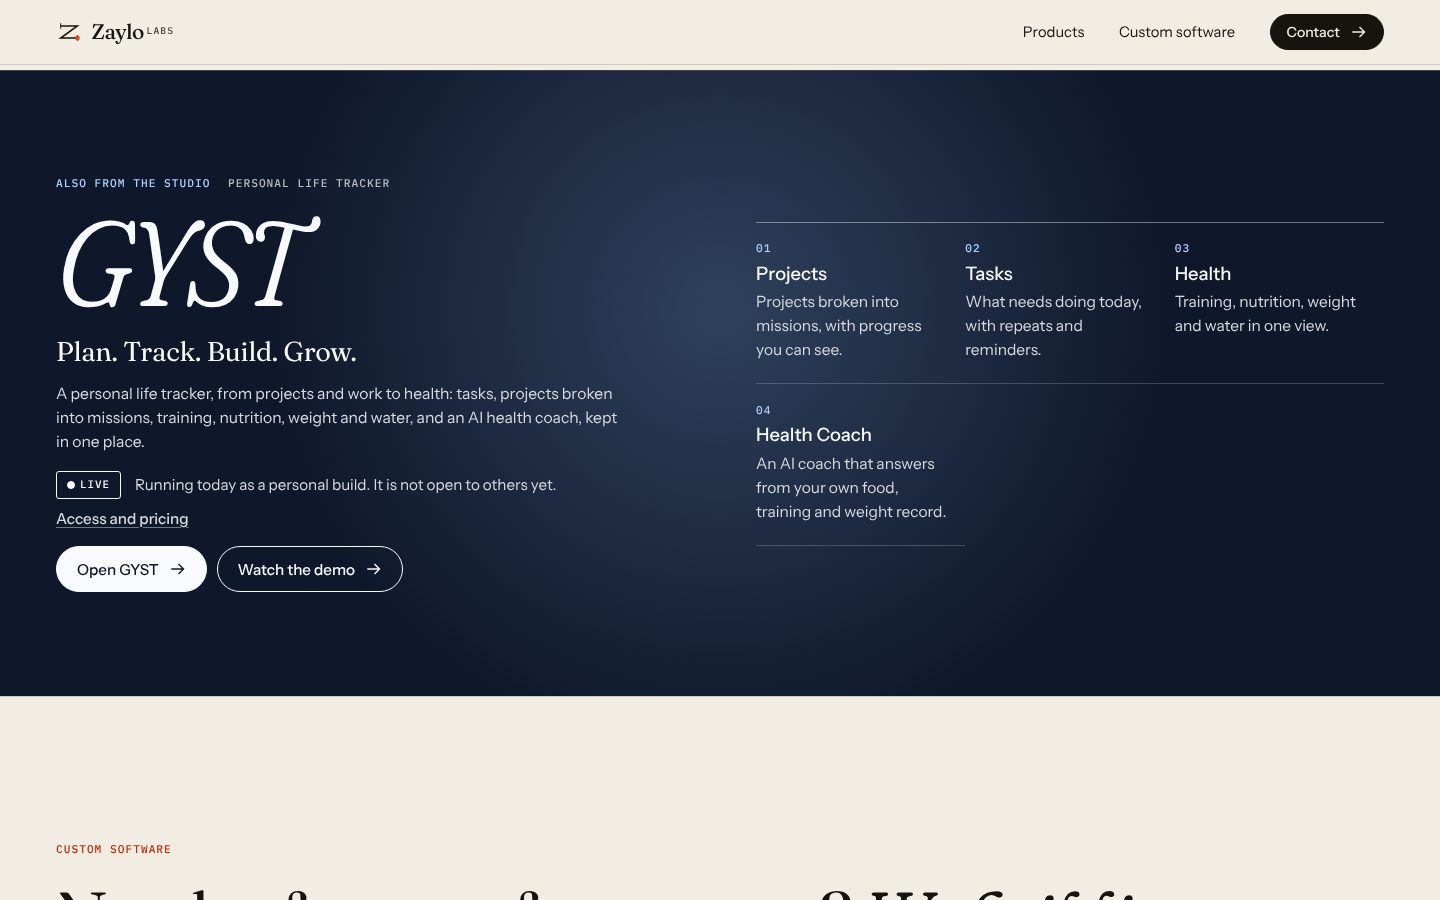 Zaylo LABS
Products
Custom software
Contact
ALSO FROM THE STUDIO PERSONAL LIFE TRACKER
GYST
Plan. Track. Build. Grow.
A personal life tracker, from projects and work to health: tasks, projects broken
into missions, training, nutrition, weight and water, and an AI health coach, kept
in one place.
LIVE
Running today as a personal build. It is not open to others yet.
Access and pricing
Open GYST
Watch the demo
01
Projects
Projects broken into
missions, with progress
you can see.
02
Tasks
What needs doing today,
with repeats and
reminders.
03
Health
Training, nutrition, weight
and water in one view.
04
Health Coach
An AI coach that answers
from your own food,
training and weight record.
CUSTOM SOFTWARE